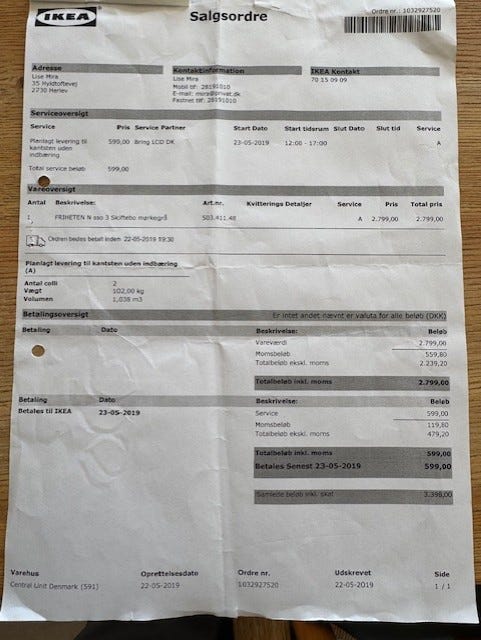 IKEA
Salgsordre
Ordre nr.: 1032927520
Adresse
Lise Mira
35 Hyldtoftevej
2730 Herlev
Kontaktinformation
Lise Mira
Mobil tlf: 28191010
E-mail: mira@privat.dk
Fastnet tlf: 28191010
IKEA Kontakt
70 15 09 09
Serviceoversigt
Service Pris Service Partner Start Dato Start tidsrum Slut Dato Slut tid Service
Planlagt levering til kantsten uden indbæring 599,00 Bring LCD DK 23-05-2019 12:00 - 17:00 A
Total service beløb 599,00
Vareoversigt
Antal Beskrivelse: Art.nr. Kvitterings Detaljer Service Pris Total pris
1 FRIHETEN N sso 3 Skiftebo mørkegrå 503.411.48 A 2.799,00 2.799,00
Ordren bedes betalt inden 22-05-2019 19:30
Planlagt levering til kantsten uden indbæring
(A)
Antal colli 2
Vægt 102,00 kg
Volumen 1,038 m3
Betalingsoversigt Er intet andet nævnt er valuta for alle beløb (DKK)
Betaling Dato Beskrivelse: Beløb
Vareværdi 2.799,00
Momsbeløb 559,80
Totalbeløb ekskl. moms 2.239,20
Totalbeløb inkl. moms 2.799,00
Betaling Dato Beskrivelse: Beløb
Betales til IKEA 23-05-2019 Service 599,00
Momsbeløb 119,80
Totalbeløb ekskl. moms 479,20
Totalbeløb inkl. moms 599,00
Betales Senest 23-05-2019 599,00
Samlede beløb inkl. skat 3.398,00
Varehus Oprettelsesdato Ordre nr. Udskrevet Side
Central Unit Denmark (591) 22-05-2019 1032927520 22-05-2019 1 / 1